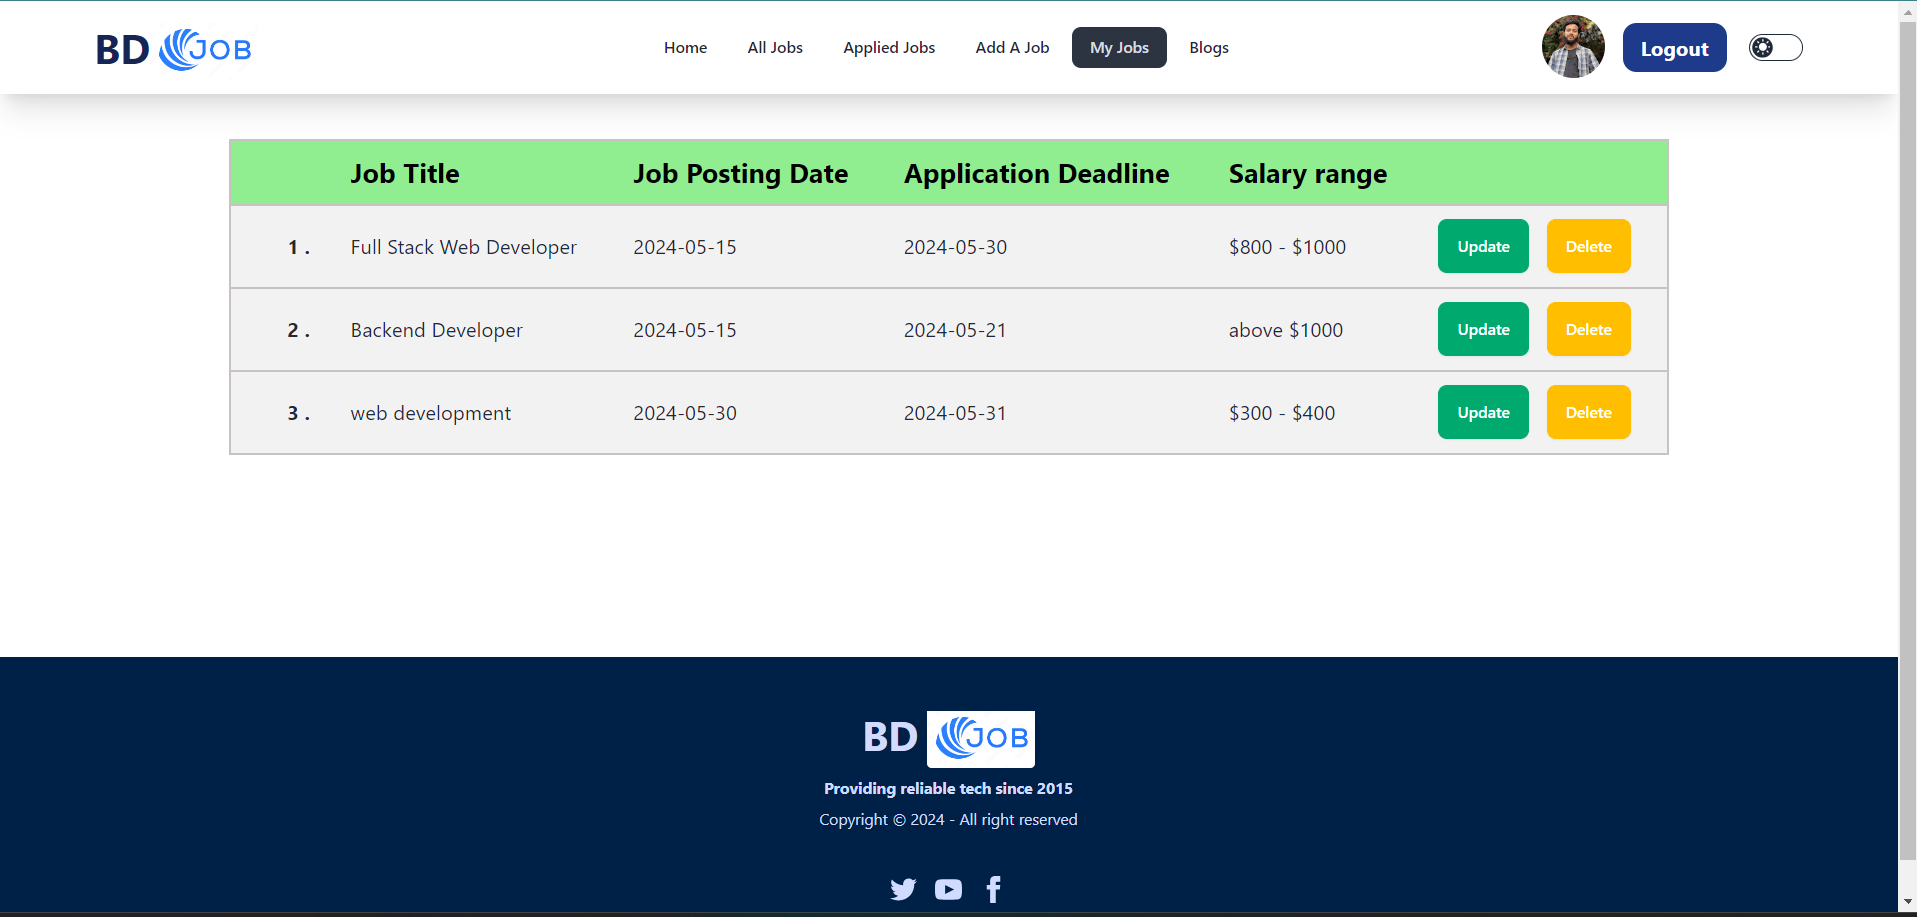 BD JOB Home All Jobs Applied Jobs Add A Job My Jobs Blogs Logout
Job Title Job Posting Date Application Deadline Salary range
1 . Full Stack Web Developer 2024-05-15 2024-05-30 $800 - $1000 Update Delete
2 . Backend Developer 2024-05-15 2024-05-21 above $1000 Update Delete
3 . web development 2024-05-30 2024-05-31 $300 - $400 Update Delete
BD JOB
Providing reliable tech since 2015
Copyright © 2024 - All right reserved